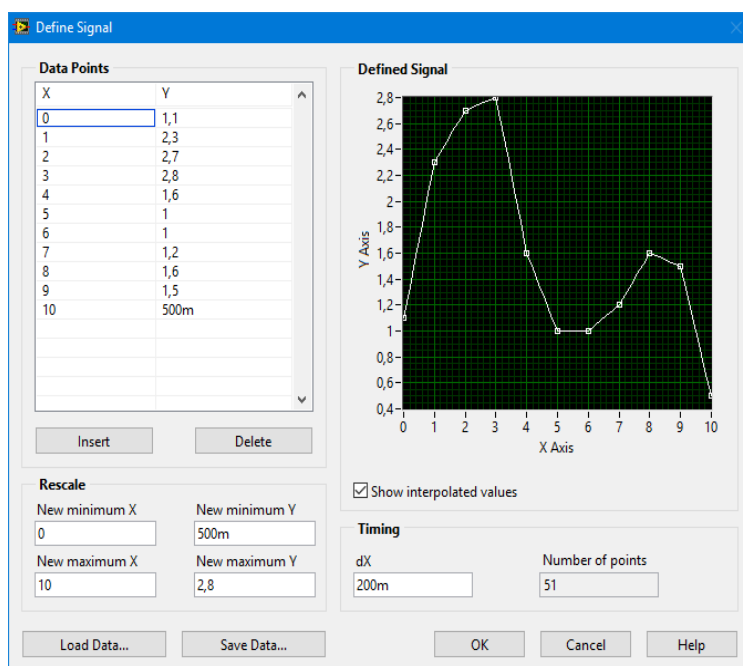 Define Signal
Data Points
X Y
0 1,1
1 2,3
2 2,7
3 2,8
4 1,6
5 1
6 1
7 1,2
8 1,6
9 1,5
10 500m
Insert Delete
Rescale
New minimum X New minimum Y
0 500m
New maximum X New maximum Y
10 2,8
Load Data... Save Data...
Defined Signal
2,8
2,6
2,4
2,2
2
1,8
1,6
1,4
1,2
1
0,8
0,6
0,4
Y Axis
0 1 2 3 4 5 6 7 8 9 10
X Axis
Show interpolated values
Timing
dX Number of points
200m 51
OK Cancel Help